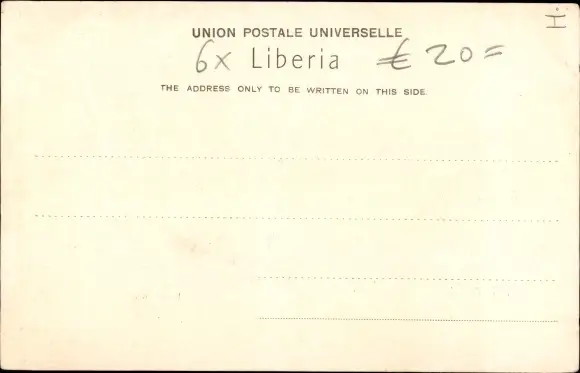 I
UNION POSTALE UNIVERSELLE
6x Liberia € 20=
THE ADDRESS ONLY TO BE WRITTEN ON THIS SIDE.